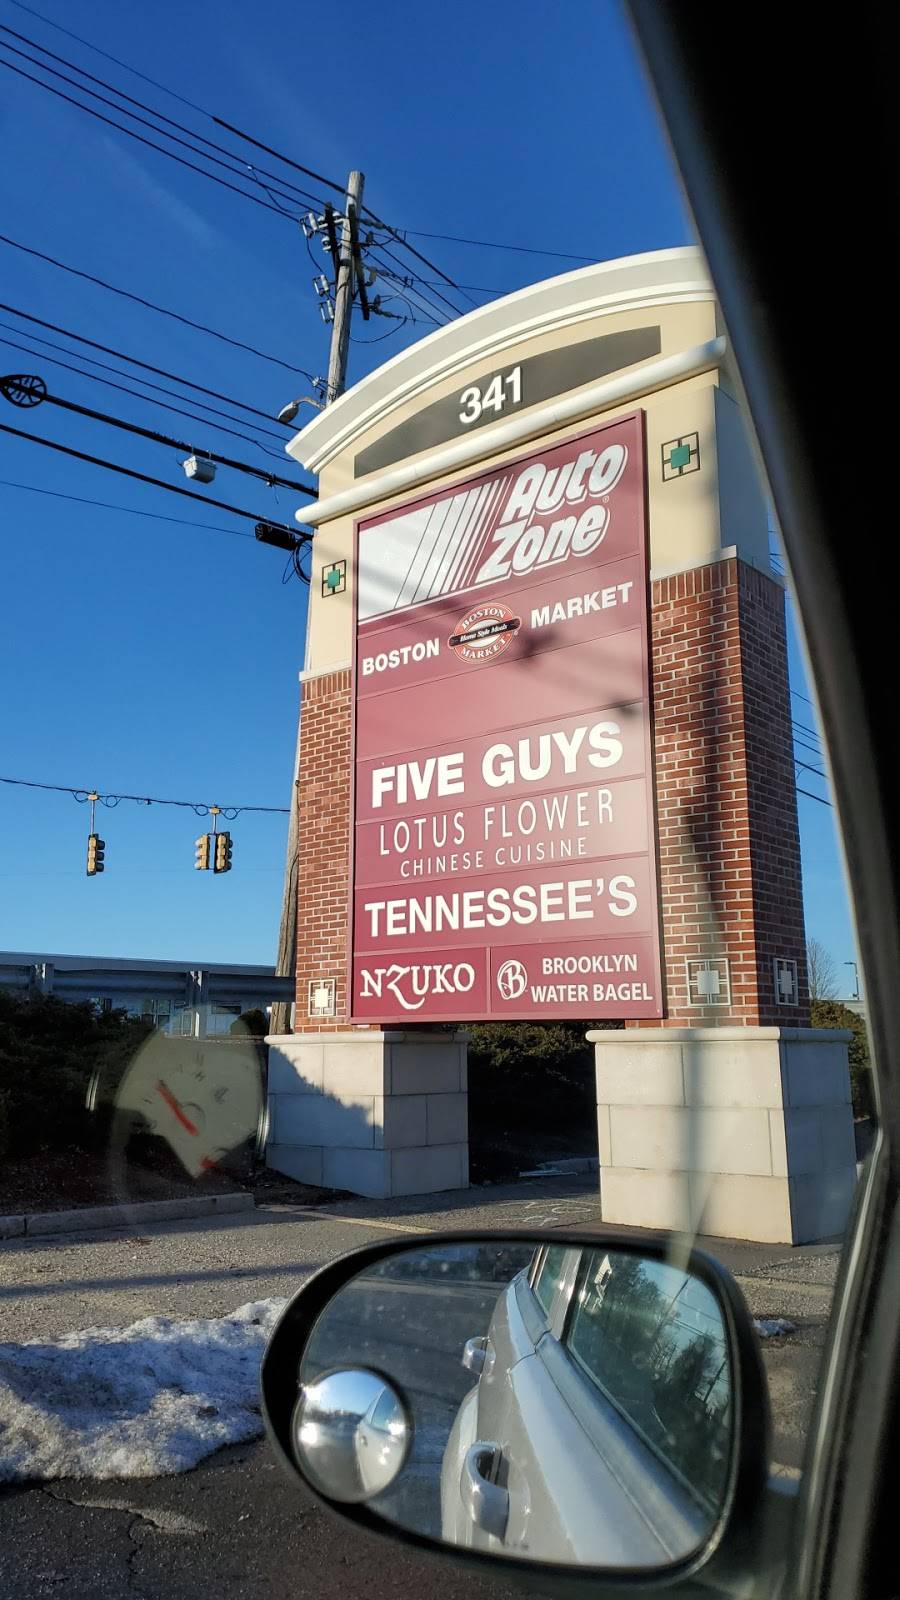 341
Auto
Zone
BOSTON BOSTON Home Style Meals MARKET MARKET
FIVE GUYS
LOTUS FLOWER
CHINESE CUISINE
TENNESSEE'S
NZUKO
B BROOKLYN
WATER BAGEL